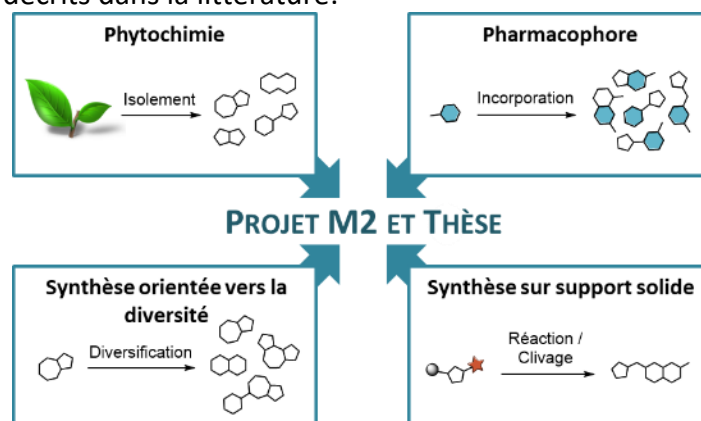 décrits dans la littérature.
Phytochimie
Isolement
Pharmacophore
Incorporation
PROJET M2 ET THÈSE
Synthèse orientée vers la
diversité
Diversification
Synthèse sur support solide
Réaction /
Clivage